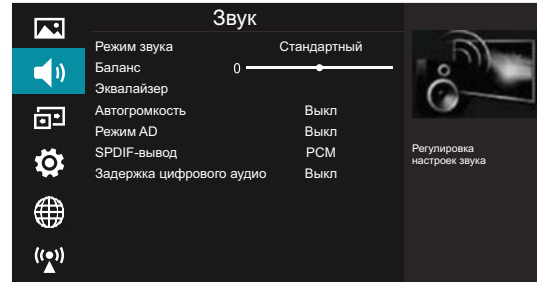 Звук
Режим звука Стандартный
Баланс 0
Эквалайзер
Автогромкость Выкл
Режим AD Выкл
SPDIF-вывод PCM
Задержка цифрового аудио Выкл
Регулировка
настроек звука